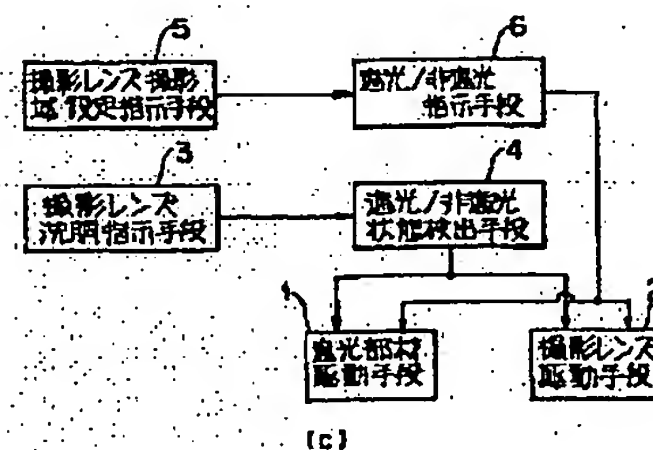 5
撮影レンズ撮影
域設定指示手段
6
遮光/非遮光
指示手段
3
撮影レンズ
沈胴指示手段
4
遮光/非遮光
状態検出手段
1
遮光部材
駆動手段
2
撮影レンズ
駆動手段
[c]